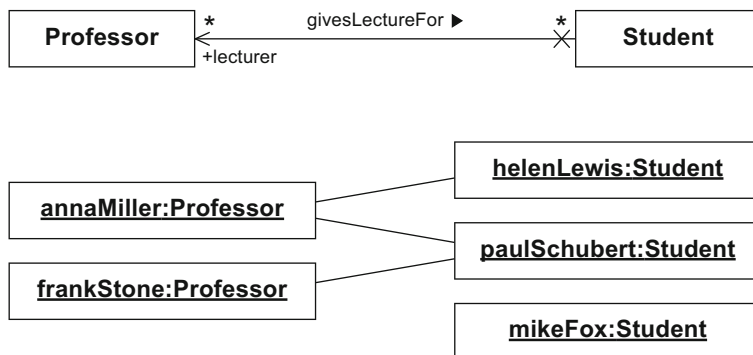 * givesLectureFor ▶ *
Professor Student
+lecturer
helenLewis:Student
annaMiller:Professor
paulSchubert:Student
frankStone:Professor
mikeFox:Student